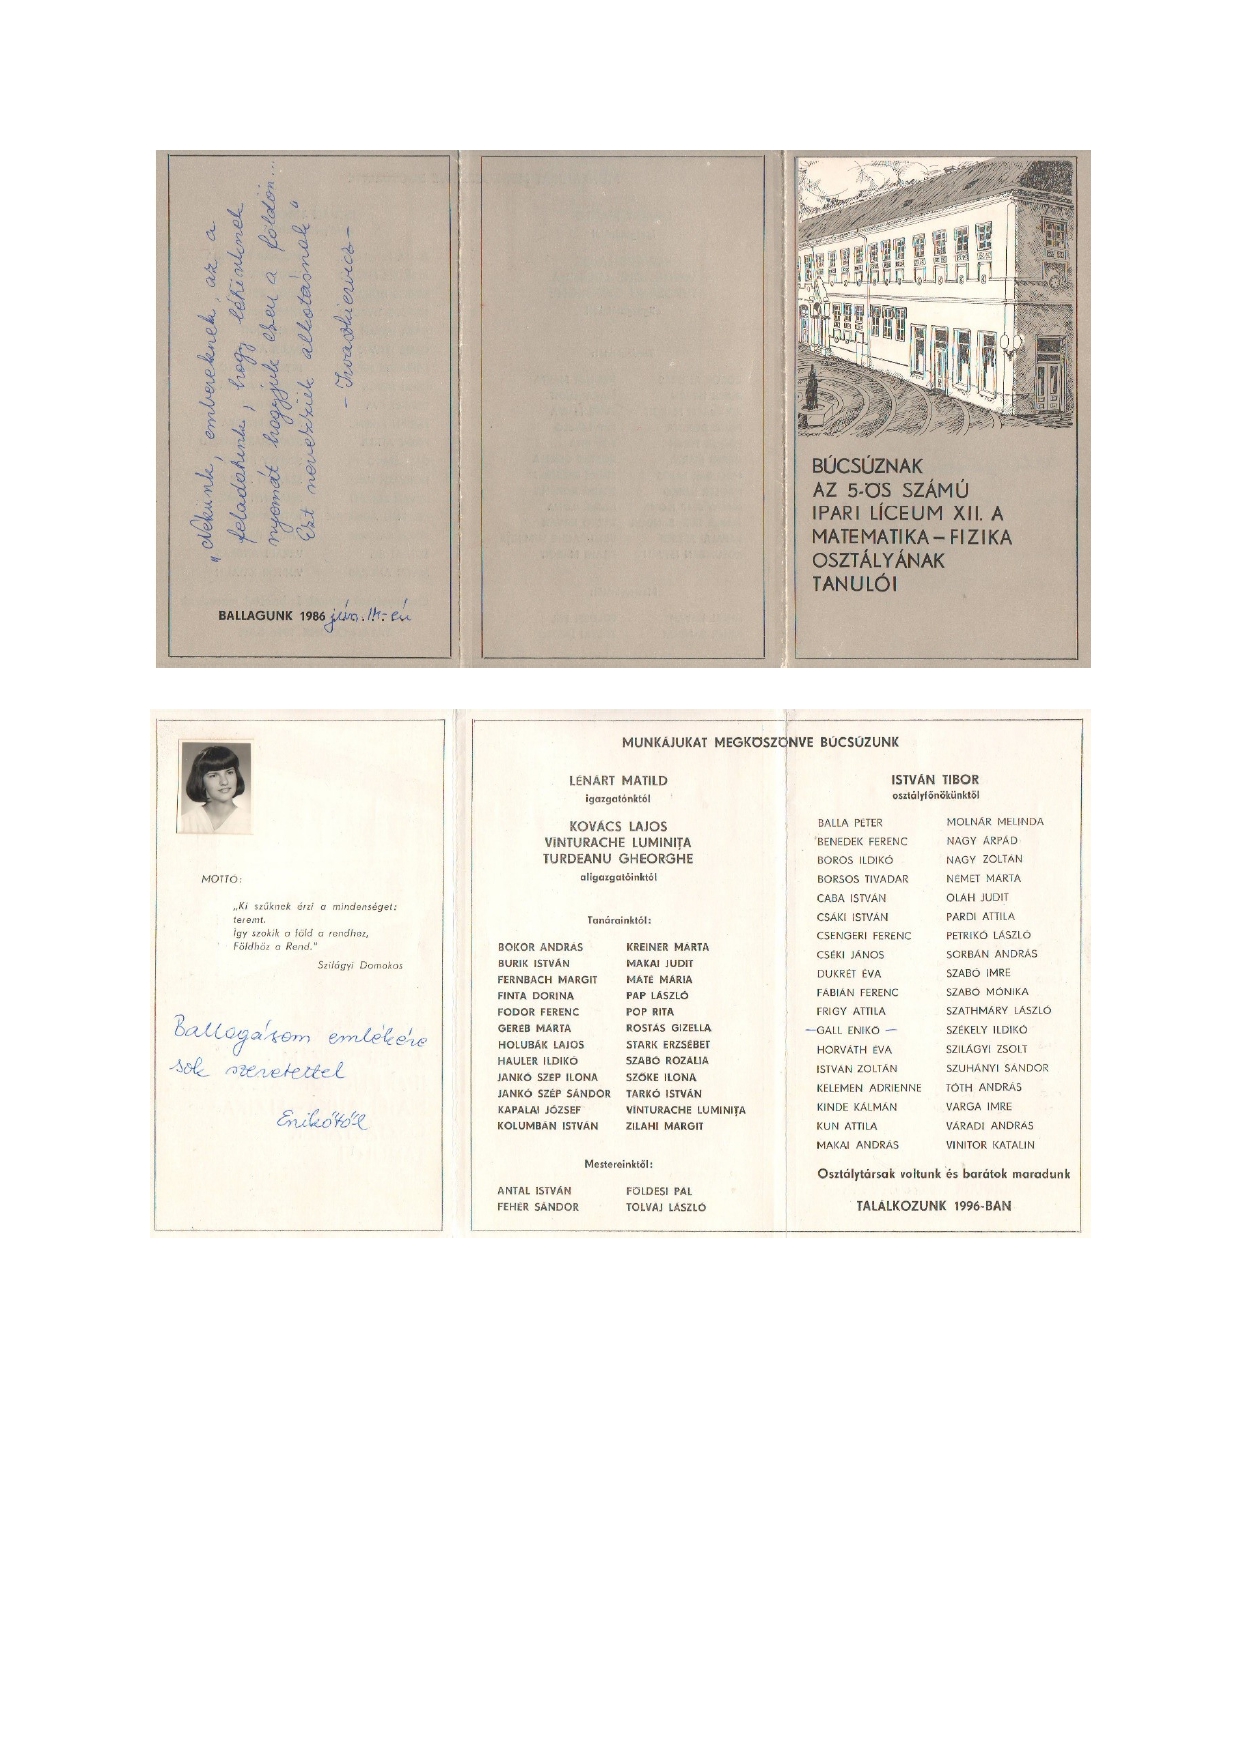 „Nekünk, embereknek, az a
feladatunk, hogy lelkünknek
nyomát hagyjuk ezen a földön...
Ezt nevezzük alkotásnak."
- Iwaszkiewicz -
BALLAGUNK 1986 jún. 1-én
BÚCSÚZNAK
AZ 5-ÖS SZÁMÚ
IPARI LÍCEUM XII. A
MATEMATIKA – FIZIKA
OSZTÁLYÁNAK
TANULÓI
MOTTÓ:
„Ki szűknek érzi a mindenséget:
teremt.
Így szokik a föld a rendhez,
Földhöz a Rend."
Szilágyi Domokos
Ballagásom emlékére
sok szeretettel
Enikőtől
MUNKÁJUKAT MEGKÖSZÖNVE BÚCSÚZUNK
LÉNÁRT MATILD
igazgatónktól
KOVÁCS LAJOS
VINTURACHE LUMINIȚA
TURDEANU GHEORGHE
aligazgatóinktól
Tanárainktól:
BOKOR ANDRÁS KREINER MÁRTA
BURIK ISTVÁN MAKAI JUDIT
FERNBACH MARGIT MÁTÉ MÁRIA
FINTA DORINA PAP LÁSZLÓ
FODOR FERENC POP RITA
GERÉB MÁRTA ROSTÁS GIZELLA
HOLUBÁK LAJOS STARK ERZSÉBET
HAULER ILDIKÓ SZABÓ ROZÁLIA
JANKÓ SZÉP ILONA SZŐKE ILONA
JANKÓ SZÉP SÁNDOR TARKÓ ISTVÁN
KAPALAI JÓZSEF VINTURACHE LUMINIȚA
KOLUMBÁN ISTVÁN ZILAHI MARGIT
Mestereinktől:
ANTAL ISTVÁN FÖLDESI PÁL
FEHÉR SÁNDOR TOLVAJ LÁSZLÓ
ISTVÁN TIBOR
osztályfőnökünktől
BALLA PÉTER MOLNÁR MELINDA
BENEDEK FERENC NAGY ÁRPÁD
BOROS ILDIKÓ NAGY ZOLTÁN
BORSOS TIVADAR NÉMET MÁRTA
CABA ISTVÁN OLÁH JUDIT
CSÁKI ISTVÁN PARDI ATTILA
CSENGERI FERENC PETRIKÓ LÁSZLÓ
CSÉKI JÁNOS SORBÁN ANDRÁS
DUKRÉT ÉVA SZABÓ IMRE
FÁBIÁN FERENC SZABÓ MÓNIKA
FRIGY ATTILA SZATHMÁRY LÁSZLÓ
— GÁLL ENIKŐ — SZÉKELY ILDIKÓ
HORVÁTH ÉVA SZILÁGYI ZSOLT
ISTVÁN ZOLTÁN SZUHÁNYI SÁNDOR
KELEMEN ADRIENNE TÓTH ANDRÁS
KINDE KÁLMÁN VARGA IMRE
KUN ATTILA VÁRADI ANDRÁS
MAKAI ANDRÁS VINITOR KATALIN
Osztálytársak voltunk és barátok maradunk
TALÁLKOZUNK 1996-BAN